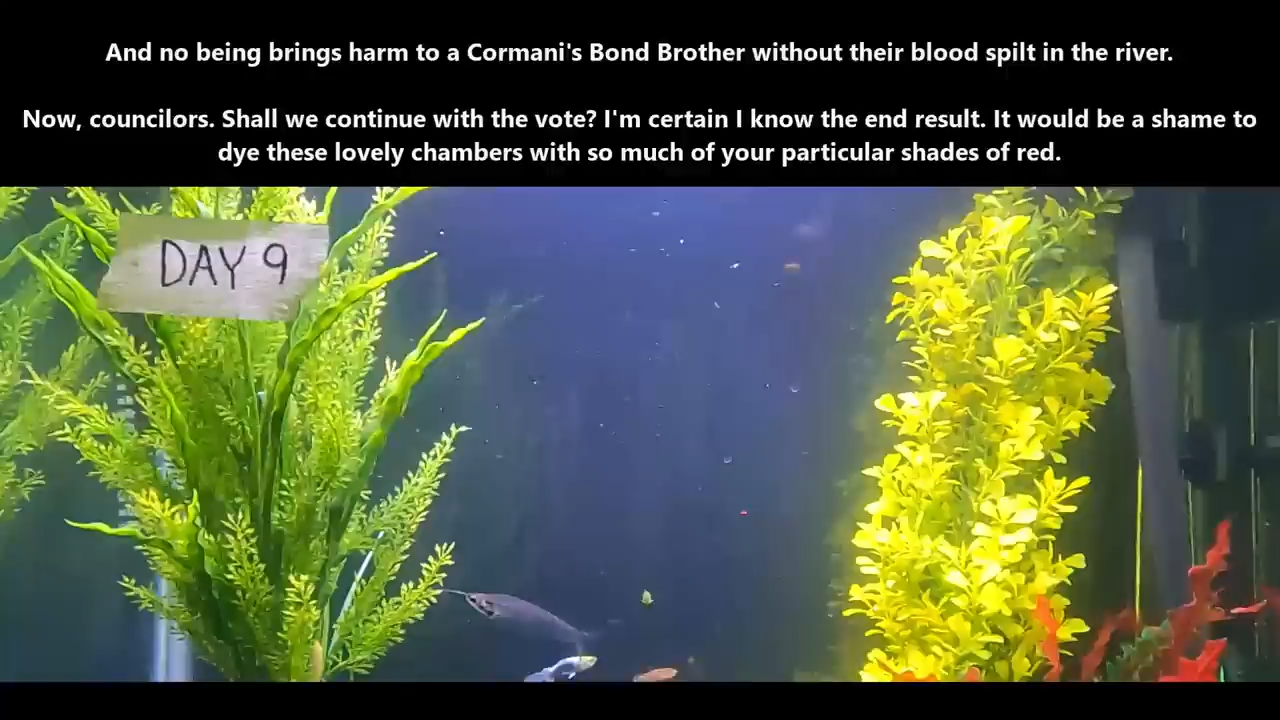 And no being brings harm to a Cormani's Bond Brother without their blood spilt in the river.
Now, councilors. Shall we continue with the vote? I'm certain I know the end result. It would be a shame to
dye these lovely chambers with so much of your particular shades of red.
DAY 9